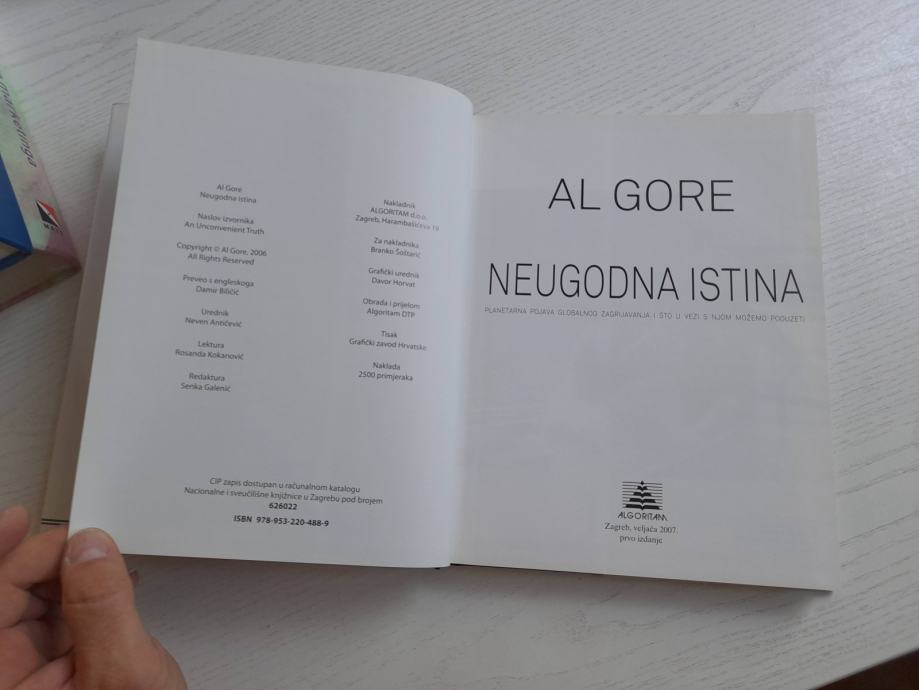 Al Gore
Neugodna istina
Naslov izvornika
An Unconvenient Truth
Copyright © Al Gore, 2006
All Rights Reserved
Preveo s engleskoga
Damir Biličić
Urednik
Neven Antičević
Lektura
Rosanda Kokanović
Redaktura
Senka Galenić
Nakladnik
ALGORITAM d.o.o.
Zagreb, Harambašićeva 19
Za nakladnika
Branko Šoštarić
Grafički urednik
Davor Horvat
Obrada i prijelom
Algoritam DTP
Tisak
Grafički zavod Hrvatske
Naklada
2500 primjeraka
CIP zapis dostupan u računalnom katalogu
Nacionalne i sveučilišne knjižnice u Zagrebu pod brojem
626022
ISBN 978-953-220-488-9
AL GORE
NEUGODNA ISTINA
PLANETARNA POJAVA GLOBALNOG ZAGRIJAVANJA I ŠTO U VEZI S NJOM MOŽEMO PODUZETI
ALGORITAM
Zagreb, veljača 2007.
prvo izdanje